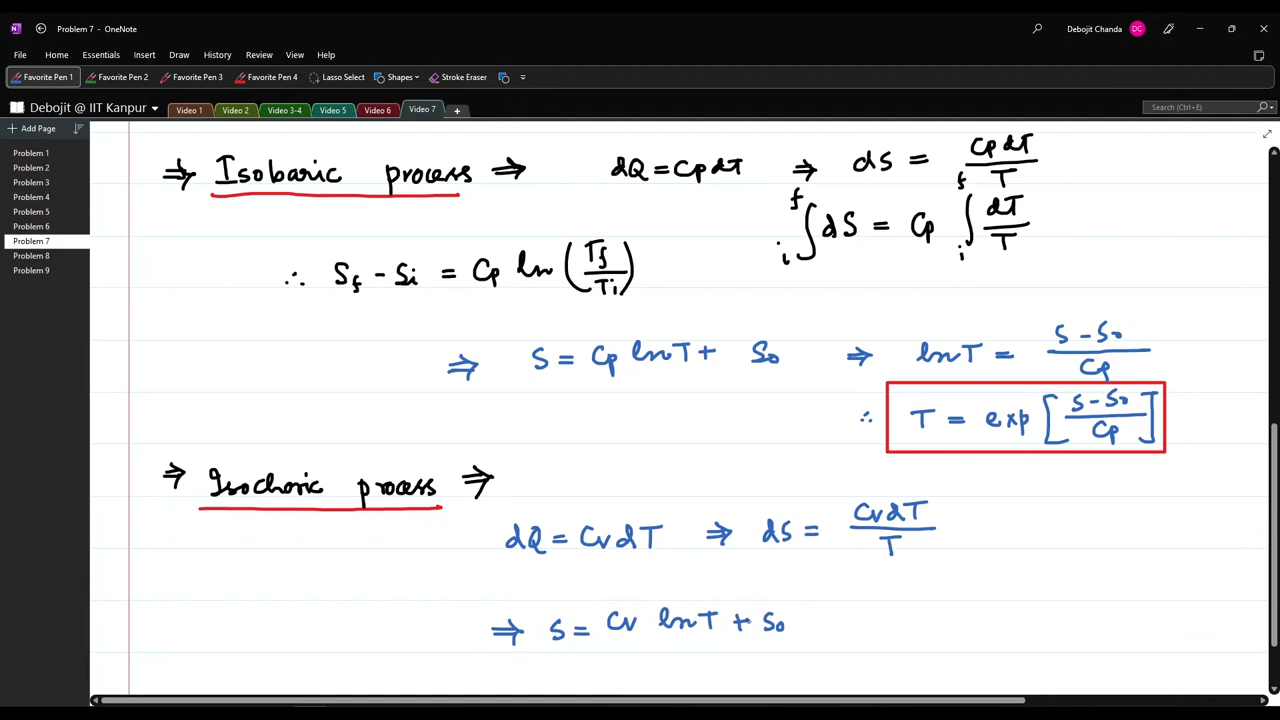 Problem 7 - OneNote
Debojit Chanda DC
File Home Essentials Insert Draw History Review View Help
Favorite Pen 1 Favorite Pen 2 Favorite Pen 3 Favorite Pen 4 Lasso Select Shapes Stroke Eraser
Debojit @ IIT Kanpur Video 1 Video 2 Video 3-4 Video 5 Video 6 Video 7 + Search (Ctrl+E)
Add Page
Problem 1
Problem 2
Problem 3
Problem 4
Problem 5
Problem 6
Problem 7
Problem 8
Problem 9
⇒ Isobaric process ⇒ dQ = Cp dT ⇒ dS = Cp dT / T
∫_i^f dS = Cp ∫_i^f dT / T
∴ Sf - Si = Cp ln (Tf / Ti)
⇒ S = Cp lnT + S₀ ⇒ lnT = S - S₀ / Cp
∴ T = exp [S - S₀ / Cp]
⇒ Isochoric process ⇒
dQ = Cv dT ⇒ dS = Cv dT / T
⇒ S = Cv lnT + S₀